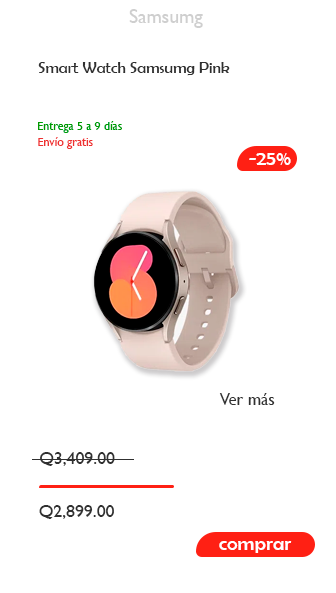 Samsumg
Smart Watch Samsumg Pink
Entrega 5 a 9 días
Envío gratis
-25%
Ver más
Q3,409.00
Q2,899.00
comprar